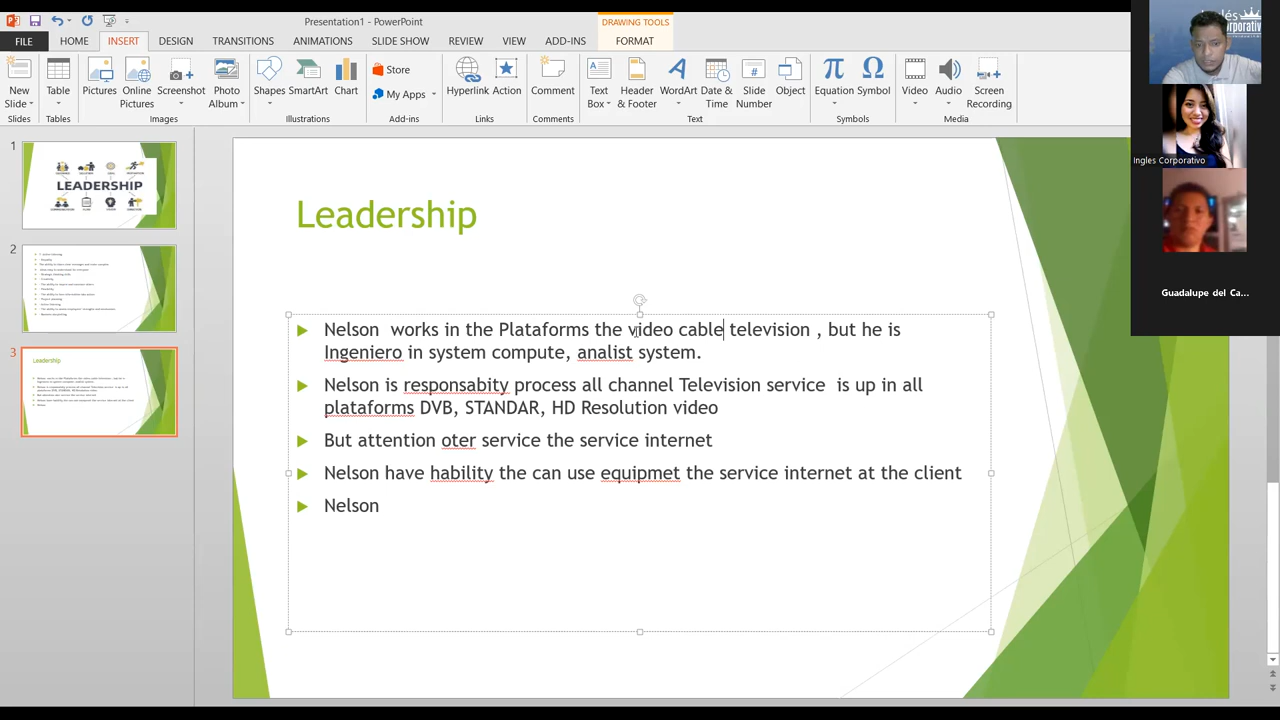 Presentation1 - PowerPoint
DRAWING TOOLS
FILE HOME INSERT DESIGN TRANSITIONS ANIMATIONS SLIDE SHOW REVIEW VIEW ADD-INS FORMAT
New Slide
Table
Pictures
Online Pictures
Screenshot
Photo Album
Shapes
SmartArt
Chart
Store
My Apps
Hyperlink
Action
Comment
Text Box
Header & Footer
WordArt
Date & Time
Slide Number
Object
Equation
Symbol
Video
Audio
Screen Recording
Slides
Tables
Images
Illustrations
Add-ins
Links
Comments
Text
Symbols
Media
1
LEADERSHIP
2
3
Leadership
Leadership
Nelson works in the Plataforms the video cable television , but he is
Ingeniero in system compute, analist system.
Nelson is responsabity process all channel Television service is up in all
plataforms DVB, STANDAR, HD Resolution video
But attention oter service the service internet
Nelson have hability the can use equipmet the service internet at the client
Nelson
Ingles Corporativo
Guadalupe del Ca...